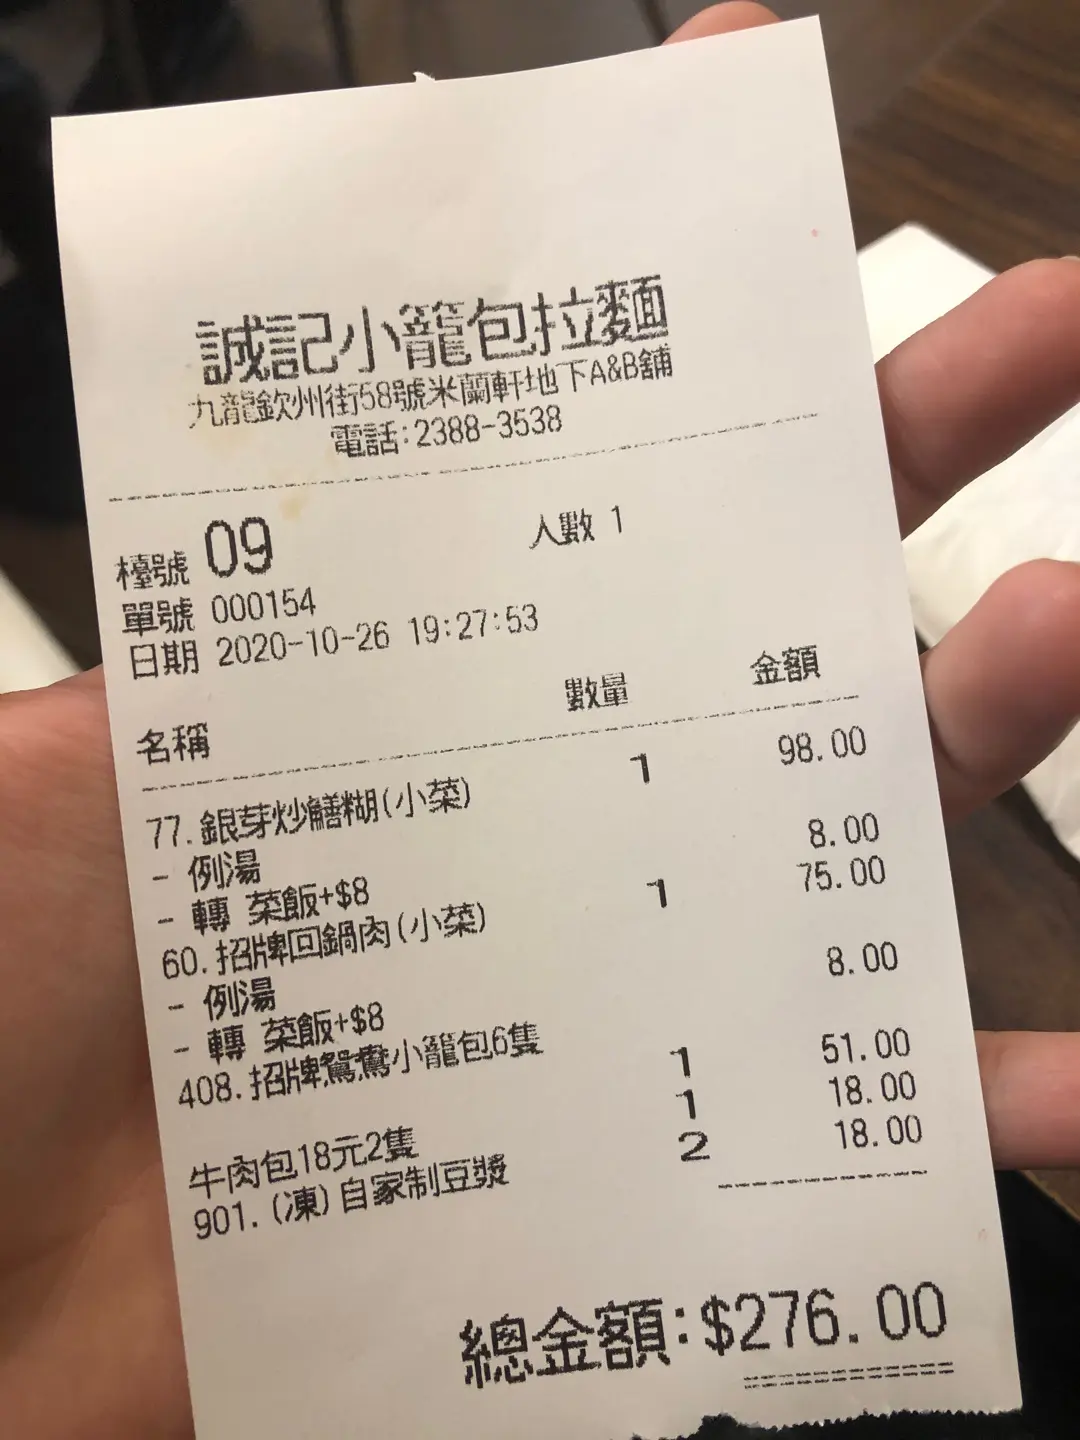 誠記小籠包拉麵
九龍欽州街58號米蘭軒地下A&B舖
電話:2388-3538
檯號 09 人數 1
單號 000154
日期 2020-10-26 19:27:53
名稱 數量 金額
77.銀芽炒鱔糊(小菜) 1 98.00
- 例湯
- 轉 菜飯+$8 8.00
60.招牌回鍋肉(小菜) 1 75.00
- 例湯
- 轉 菜飯+$8 8.00
408.招牌鴛鴦小籠包6隻 1 51.00
牛肉包18元2隻 1 18.00
901.(凍)自家制豆漿 2 18.00
總金額:$276.00